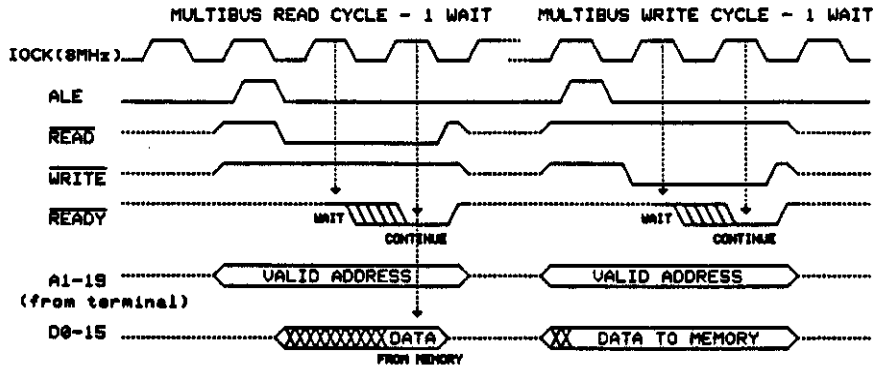 MULTIBUS READ CYCLE - 1 WAIT
MULTIBUS WRITE CYCLE - 1 WAIT
IOCK(8MHz)
ALE
READ
WRITE
READY
WAIT
CONTINUE
WAIT
CONTINUE
A1-19
(from terminal)
VALID ADDRESS
VALID ADDRESS
D0-15
DATA
FROM MEMORY
DATA TO MEMORY